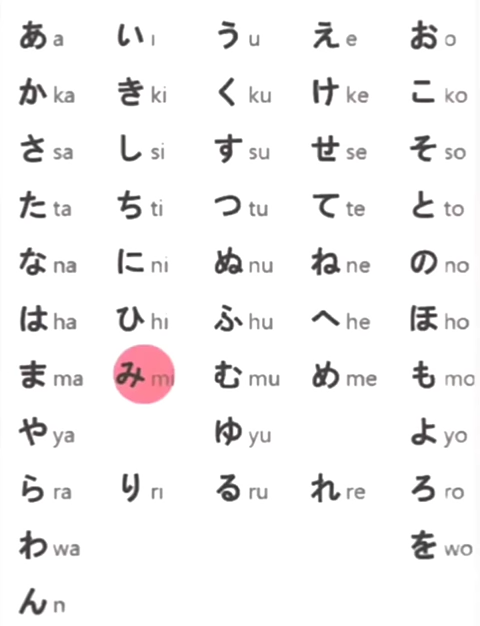 あ a い i う u え e お o
か ka き ki く ku け ke こ ko
さ sa し si す su せ se そ so
た ta ち ti つ tu て te と to
な na に ni ぬ nu ね ne の no
は ha ひ hi ふ hu へ he ほ ho
ま ma み mi む mu め me も mo
や ya ゆ yu よ yo
ら ra り ri る ru れ re ろ ro
わ wa を wo
ん n